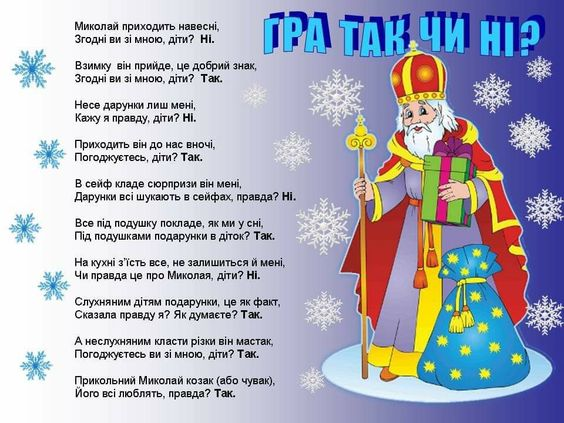 ГРА ТАК ЧИ НІ?
Миколай приходить навесні,
Згодні ви зі мною, діти? Ні.
Взимку він прийде, це добрий знак,
Згодні ви зі мною, діти? Так.
Несе дарунки лиш мені,
Кажу я правду, діти? Ні.
Приходить він до нас вночі,
Погоджуєтесь, діти? Так.
В сейф кладе сюрпризи він мені,
Дарунки всі шукають в сейфах, правда? Ні.
Все під подушку покладе, як ми у сні,
Під подушками подарунки в діток? Так.
На кухні з'їсть все, не залишиться й мені,
Чи правда це про Миколая, діти? Ні.
Слухняним дітям подарунки, це як факт,
Сказала правду я? Як думаєте? Так.
А неслухняним класти різки він мастак,
Погоджуєтесь ви зі мною, діти? Так.
Прикольний Миколай козак (або чувак),
Його всі люблять, правда? Так.